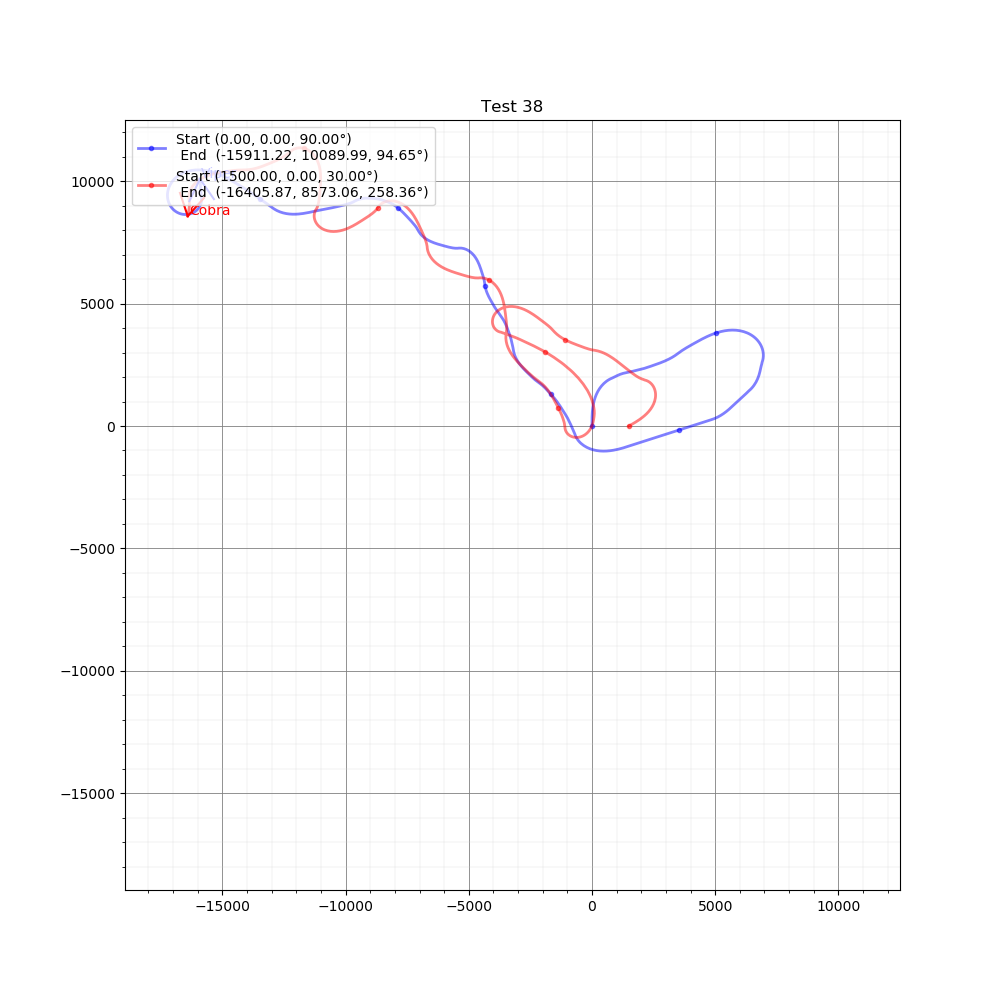 Test 38
Start (0.00, 0.00, 90.00°)
End (-15911.22, 10089.99, 94.65°)
Start (1500.00, 0.00, 30.00°)
End (-16405.87, 8573.06, 258.36°)
Cobra
10000
5000
0
−5000
−10000
−15000
−15000 −10000 −5000 0 5000 10000